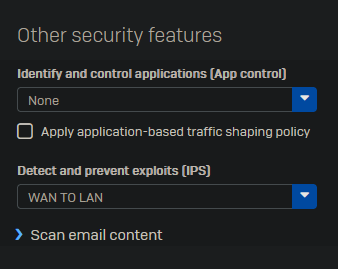 Other security features
Identify and control applications (App control)
None
Apply application-based traffic shaping policy
Detect and prevent exploits (IPS)
WAN TO LAN
Scan email content